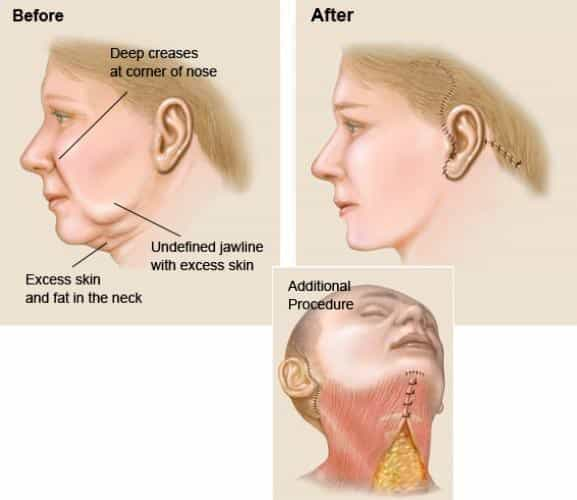 Before
Deep creases
at corner of nose
Undefined jawline
with excess skin
Excess skin
and fat in the neck
After
Additional
Procedure